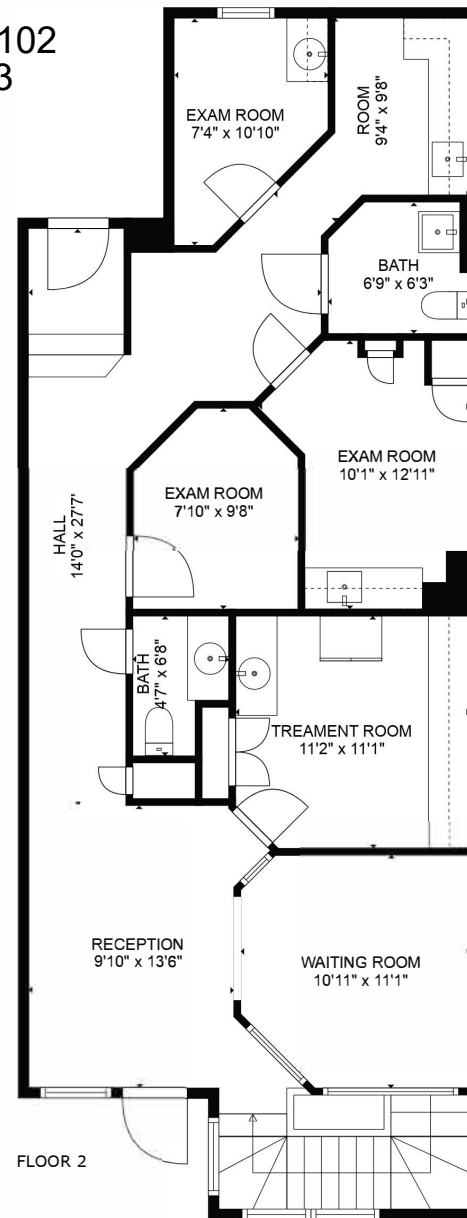 102
3
EXAM ROOM
7'4" x 10'10"
ROOM
9'4" x 9'8"
BATH
6'9" x 6'3"
EXAM ROOM
10'1" x 12'11"
EXAM ROOM
7'10" x 9'8"
HALL
14'0" x 27'7'
BATH
4'7" x 6'8"
TREAMENT ROOM
11'2" x 11'1"
RECEPTION
9'10" x 13'6"
WAITING ROOM
10'11" x 11'1"
FLOOR 2